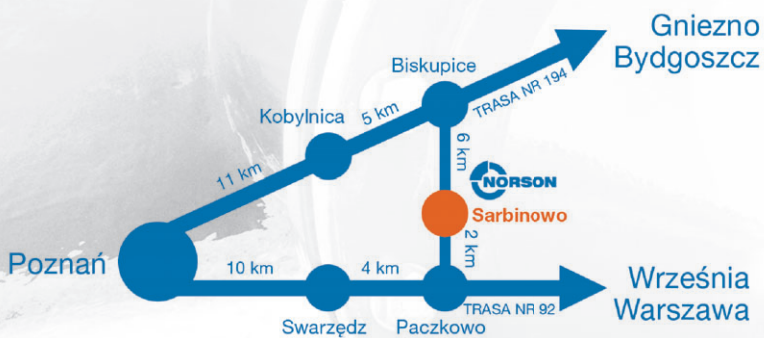 Gniezno
Bydgoszcz
Biskupice
TRASA NR 194
5 km
Kobylnica
11 km
6 km
NORSON
Sarbinowo
2 km
Poznań
10 km
4 km
Września
Warszawa
TRASA NR 92
Swarzędz
Paczkowo